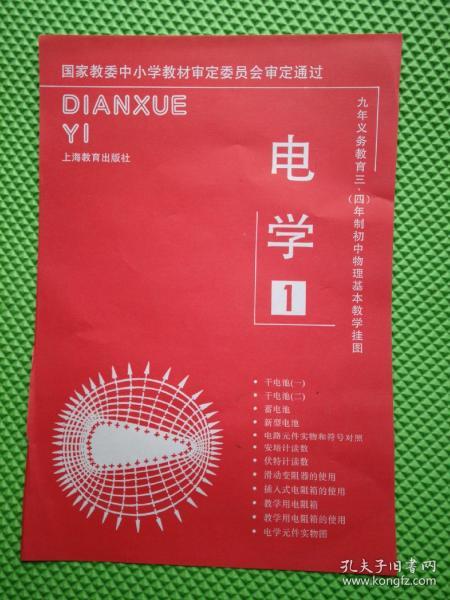 国家教委中小学教材审定委员会审定通过
DIANXUE
YI
上海教育出版社
电学
1
九年义务教育三、(四)年制初中物理基本教学挂图
• 干电池(一)
• 干电池(二)
• 蓄电池
• 新型电池
• 电路元件实物和符号对照
• 安培计读数
• 伏特计读数
• 滑动变阻器的使用
• 插入式电阻箱的使用
• 教学用电阻箱
• 教学用电阻箱的使用
• 电学元件实物图
孔夫子旧书网
www.kongfz.com